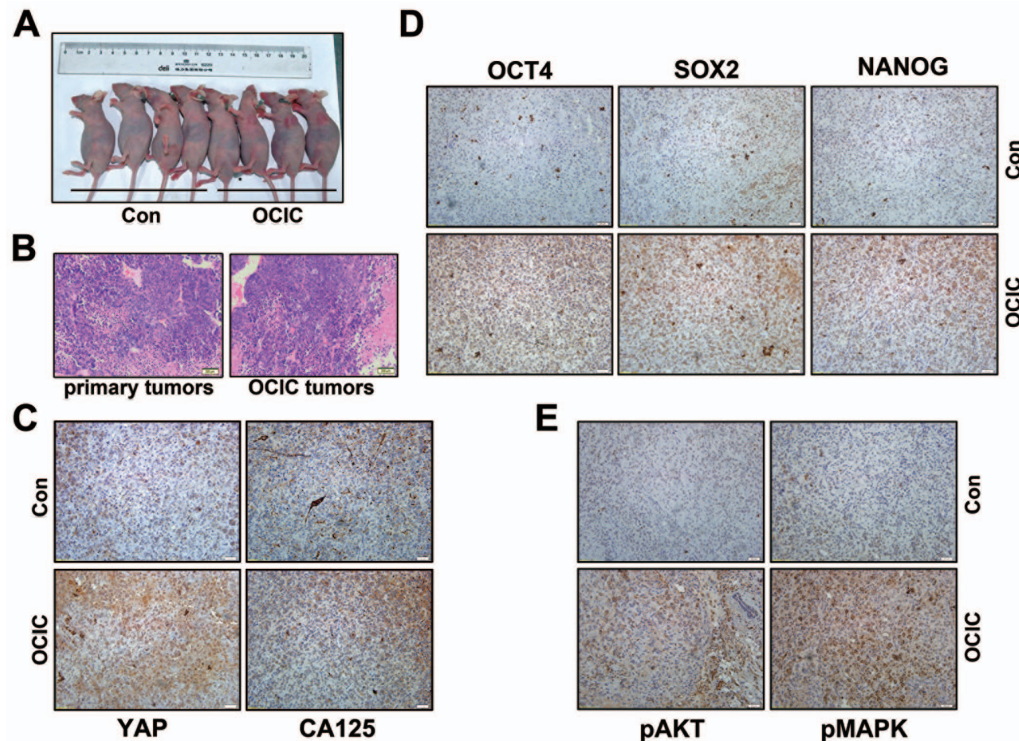 A
deli
Con
OCIC
B
primary tumors
OCIC tumors
C
Con
OCIC
YAP
CA125
D
OCT4
SOX2
NANOG
Con
OCIC
E
Con
OCIC
pAKT
pMAPK